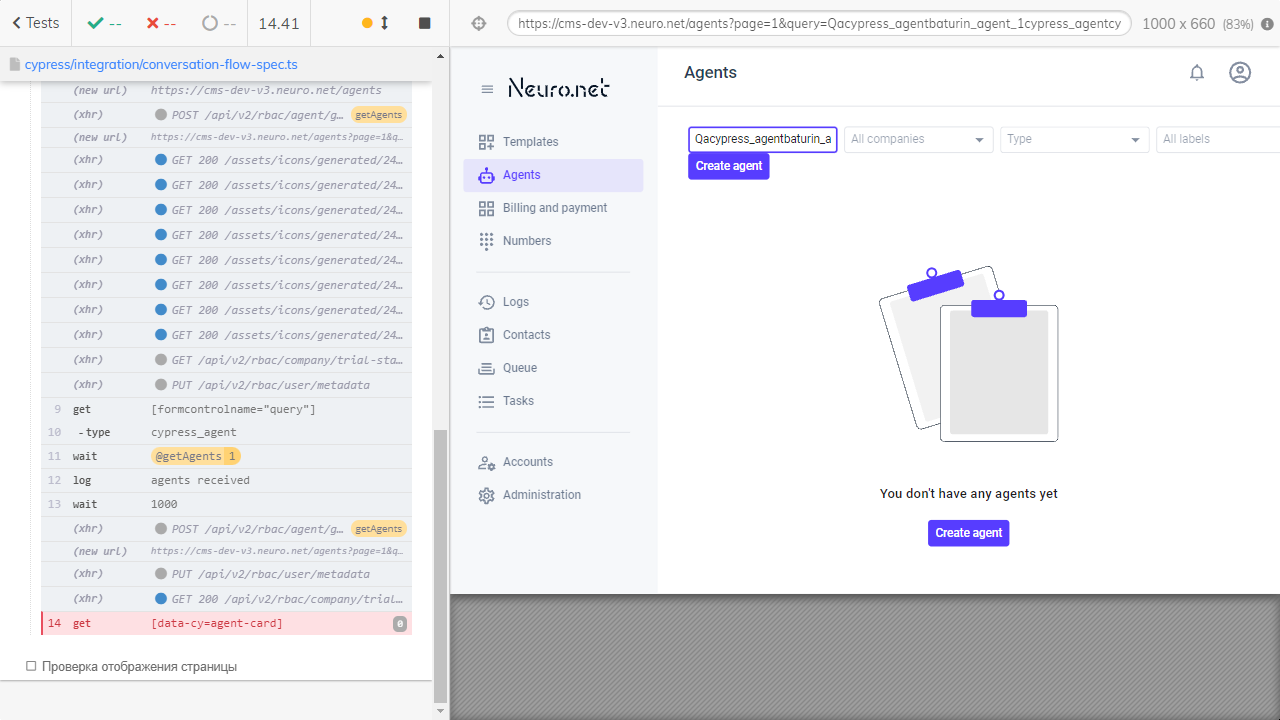 Tests
--
--
--
14.41
https://cms-dev-v3.neuro.net/agents?page=1&query=Qacypress_agentbaturin_agent_1cypress_agentcy
1000 x 660 (83%)
cypress/integration/conversation-flow-spec.ts
(new url) https://cms-dev-v3.neuro.net/agents
(xhr) POST /api/v2/rbac/agent/g… getAgents
(new url) https://cms-dev-v3.neuro.net/agents?page=1&q…
(xhr) GET 200 /assets/icons/generated/24…
(xhr) GET 200 /assets/icons/generated/24…
(xhr) GET 200 /assets/icons/generated/24…
(xhr) GET 200 /assets/icons/generated/24…
(xhr) GET 200 /assets/icons/generated/24…
(xhr) GET 200 /assets/icons/generated/24…
(xhr) GET 200 /assets/icons/generated/24…
(xhr) GET 200 /assets/icons/generated/24…
(xhr) GET /api/v2/rbac/company/trial-sta…
(xhr) PUT /api/v2/rbac/user/metadata
9 get [formcontrolname="query"]
10 -type cypress_agent
11 wait @getAgents 1
12 log agents received
13 wait 1000
(xhr) POST /api/v2/rbac/agent/g… getAgents
(new url) https://cms-dev-v3.neuro.net/agents?page=1&q…
(xhr) PUT /api/v2/rbac/user/metadata
(xhr) GET 200 /api/v2/rbac/company/trial…
14 get [data-cy=agent-card] 0
Проверка отображения страницы
Neuro.net
Templates
Agents
Billing and payment
Numbers
Logs
Contacts
Queue
Tasks
Accounts
Administration
Agents
Qacypress_agentbaturin_a
All companies
Type
All labels
Create agent
You don't have any agents yet
Create agent